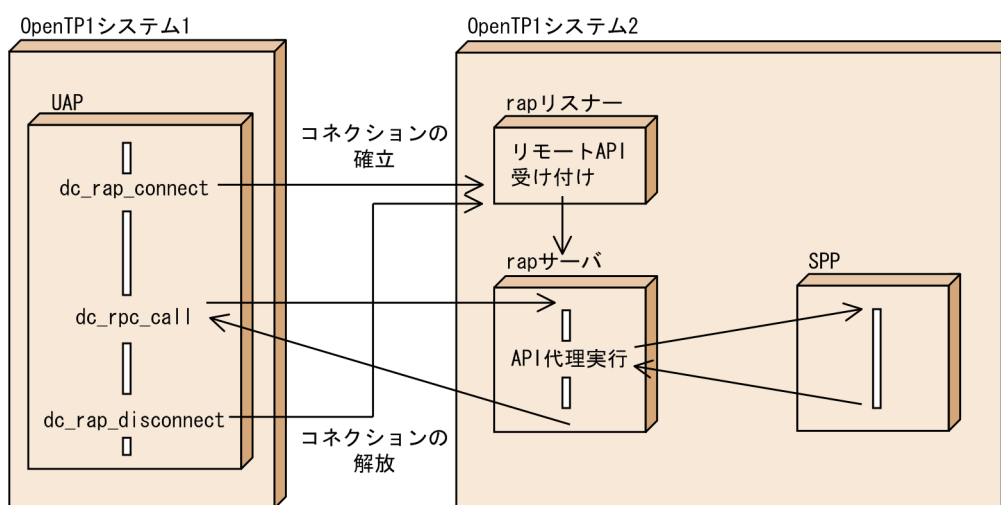 OpenTP1システム1
OpenTP1システム2
UAP
rapリスナー
コネクションの
確立
リモートAPI
受け付け
dc_rap_connect
rapサーバ
SPP
dc_rpc_call
API代理実行
dc_rap_disconnect
コネクションの
解放